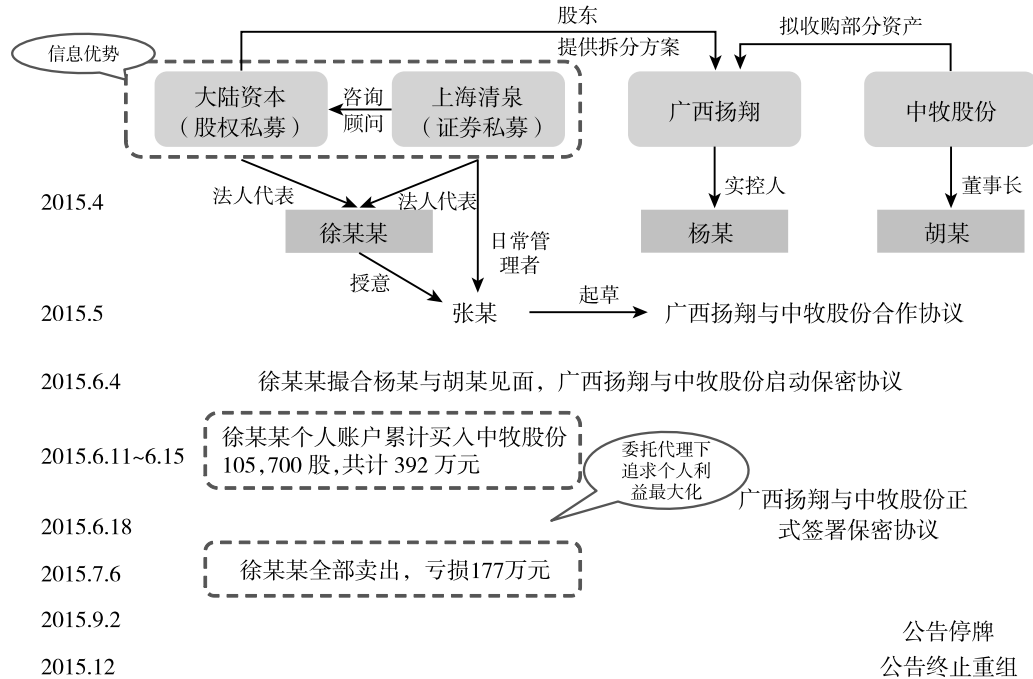 股东
提供拆分方案
拟收购部分资产
信息优势
大陆资本
（股权私募）
咨询
顾问
上海清泉
（证券私募）
广西扬翔
中牧股份
2015.4
法人代表
法人代表
实控人
董事长
徐某某
日常管
理者
杨某
胡某
授意
2015.5
张某
起草
广西扬翔与中牧股份合作协议
2015.6.4
徐某某撮合杨某与胡某见面，广西扬翔与中牧股份启动保密协议
2015.6.11~6.15
徐某某个人账户累计买入中牧股份
105,700 股,共计 392 万元
委托代理下
追求个人利
益最大化
2015.6.18
广西扬翔与中牧股份正
式签署保密协议
2015.7.6
徐某某全部卖出，亏损177万元
2015.9.2
公告停牌
2015.12
公告终止重组